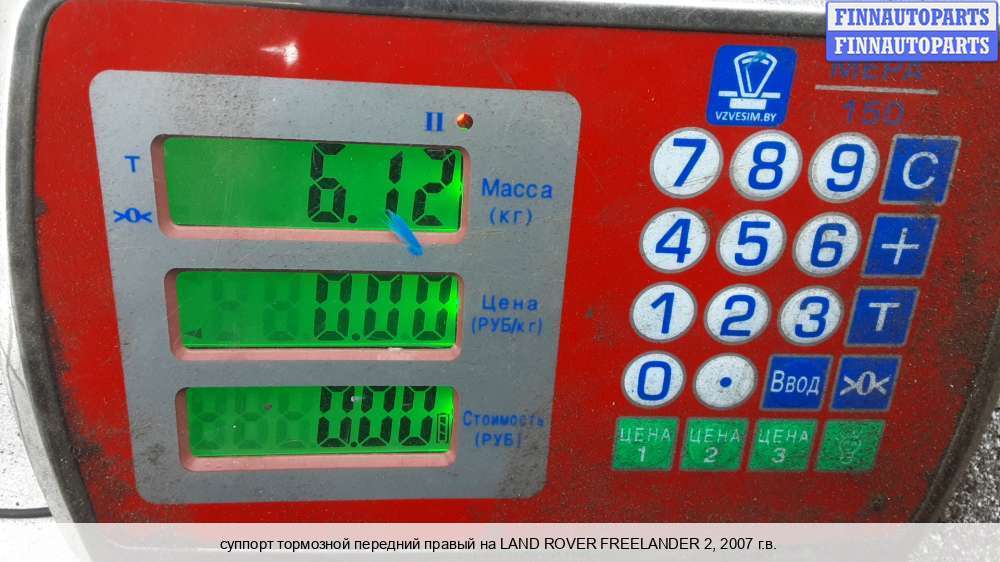 FINNAUTOPARTS
FINNAUTOPARTS
150
VZVESIM.BY
II
T
>0<
6.12
Масса
(кг)
0.00
Цена
(РУБ/кг)
0.00
Стоимость
(РУБ)
7 8 9 C
4 5 6 +
1 2 3 T
0 . Ввод >0<
ЦЕНА 1
ЦЕНА 2
ЦЕНА 3
суппорт тормозной передний правый на LAND ROVER FREELANDER 2, 2007 г.в.